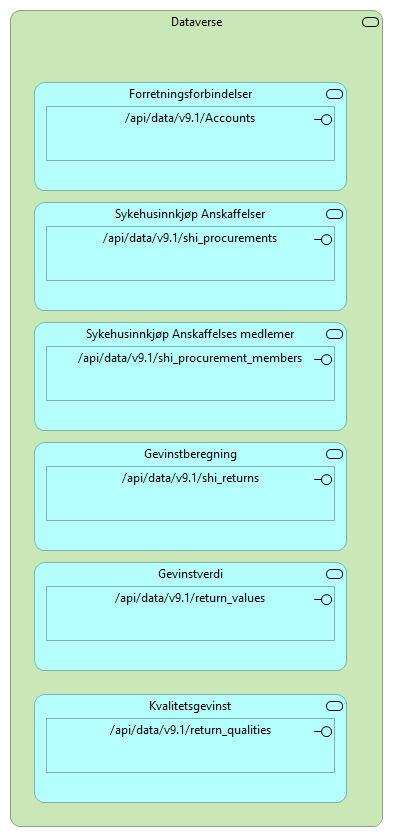 Dataverse
Forretningsforbindelser
/api/data/v9.1/Accounts
Sykehusinnkjøp Anskaffelser
/api/data/v9.1/shi_procurements
Sykehusinnkjøp Anskaffelses medlemer
/api/data/v9.1/shi_procurement_members
Gevinstberegning
/api/data/v9.1/shi_returns
Gevinstverdi
/api/data/v9.1/return_values
Kvalitetsgevinst
/api/data/v9.1/return_qualities